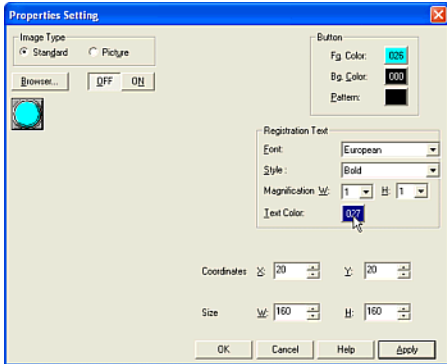 Properties Setting
Image Type
Standard Picture
Browser... OFF ON
Button
Fg. Color: 026
Bg. Color: 000
Pattern:
Registration Text
Font: European
Style : Bold
Magnification W: 1 H: 1
Text Color: 027
Coordinates X: 20 Y: 20
Size W: 160 H: 160
OK Cancel Help Apply